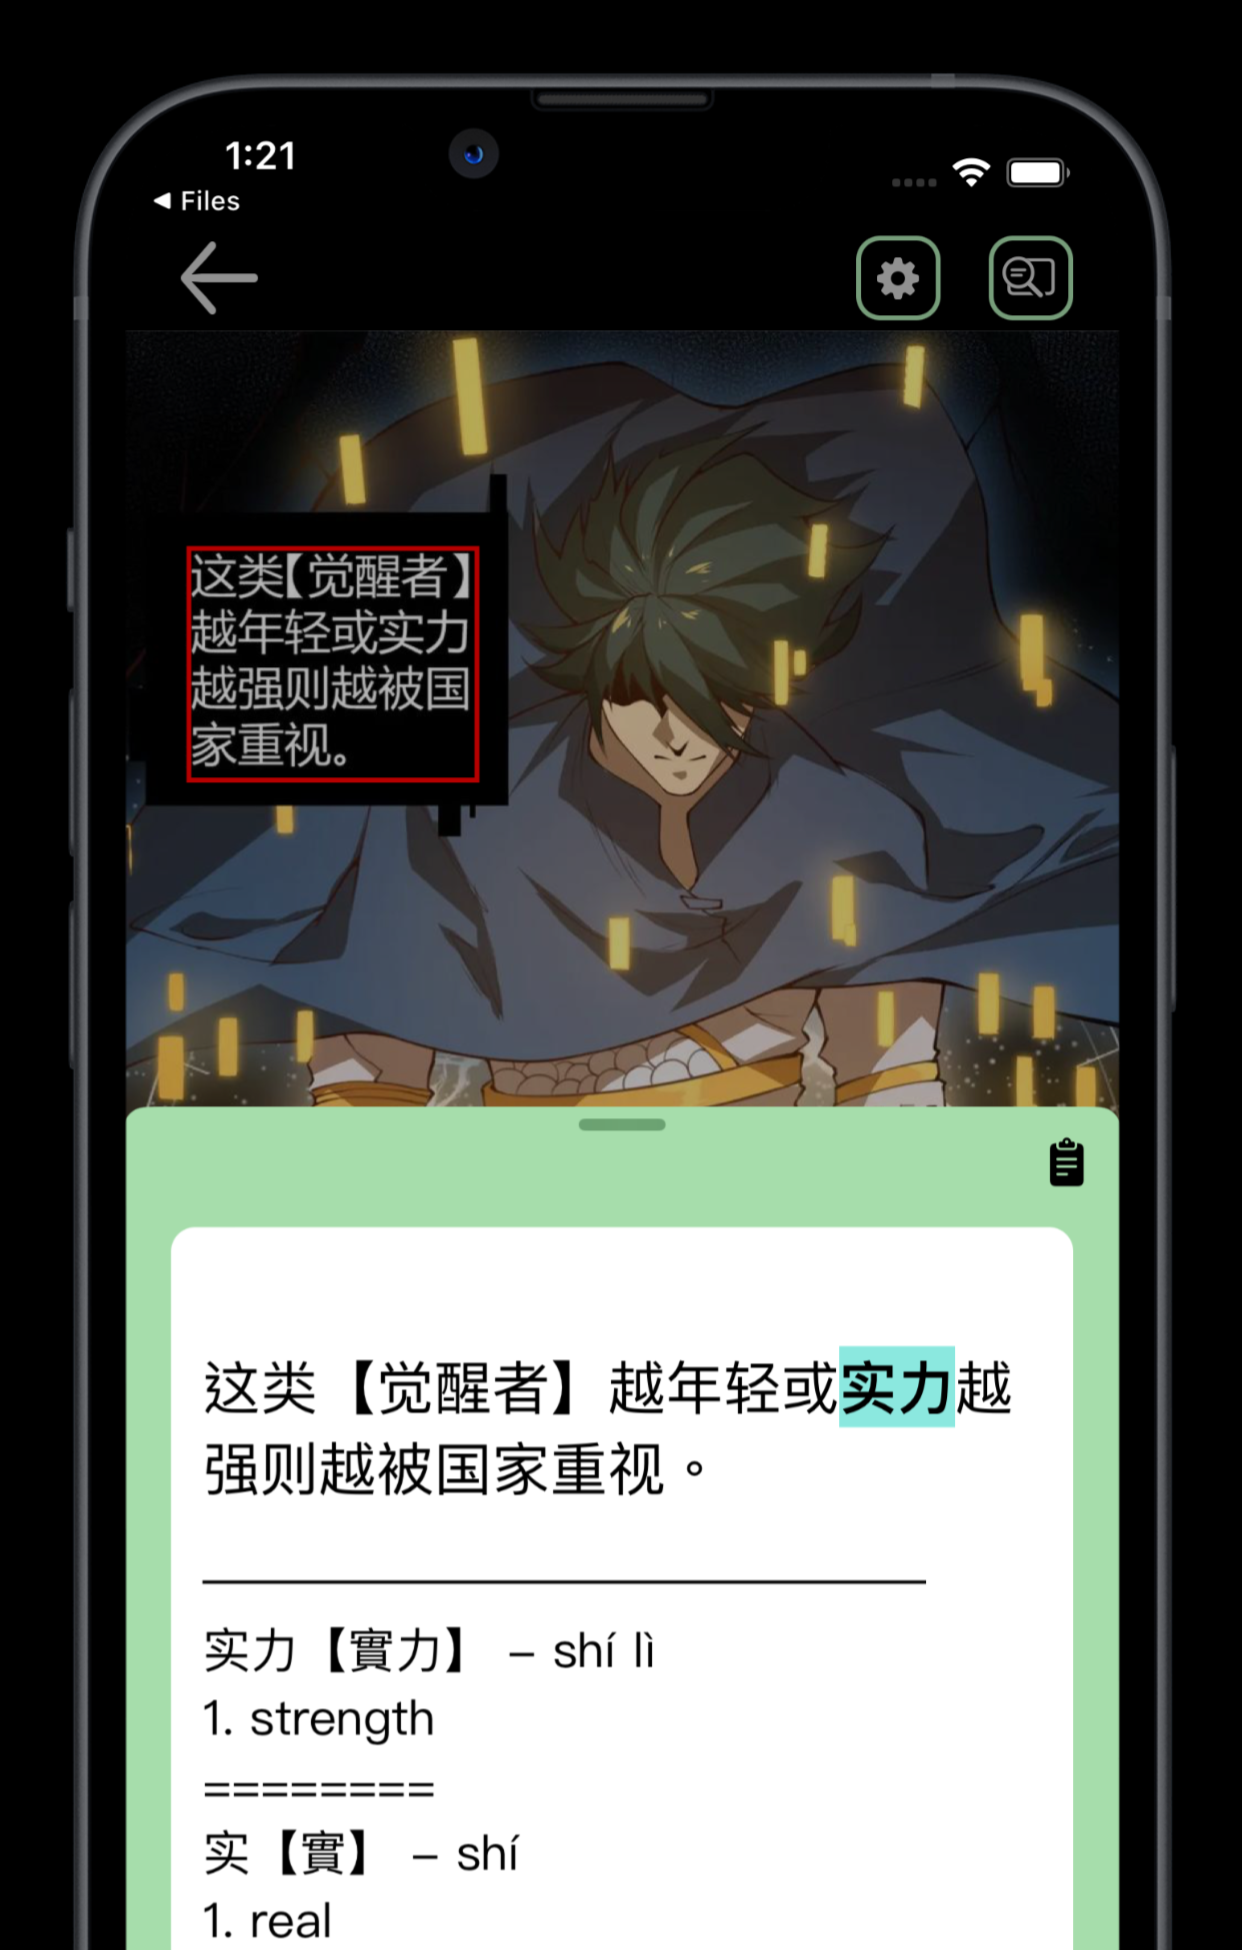 1:21
◀ Files
这类【觉醒者】
越年轻或实力
越强则越被国
家重视。
这类【觉醒者】越年轻或实力越
强则越被国家重视。
实力【實力】 – shí lì
1. strength
========
实【實】 – shí
1. real